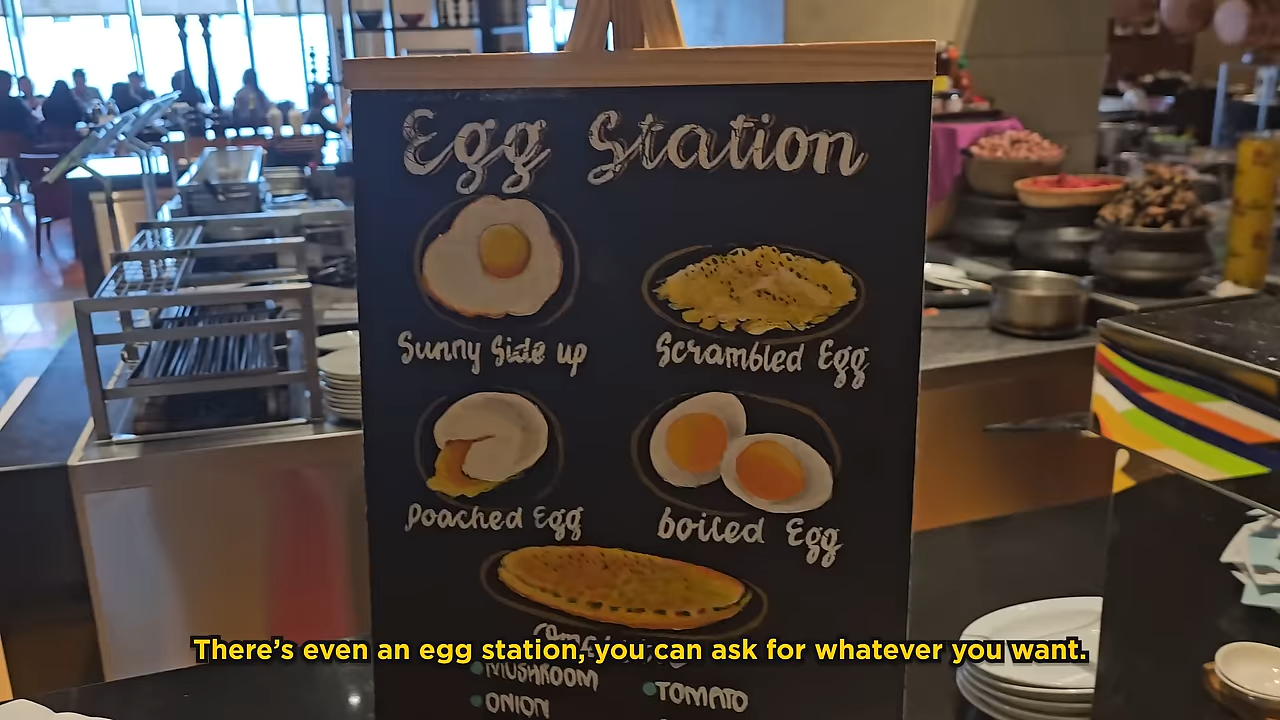 Egg Station
Sunny Side up
Scrambled Egg
Poached Egg
boiled Egg
There's even an egg station, you can ask for whatever you want.
MUSHROOM
TOMATO
ONION